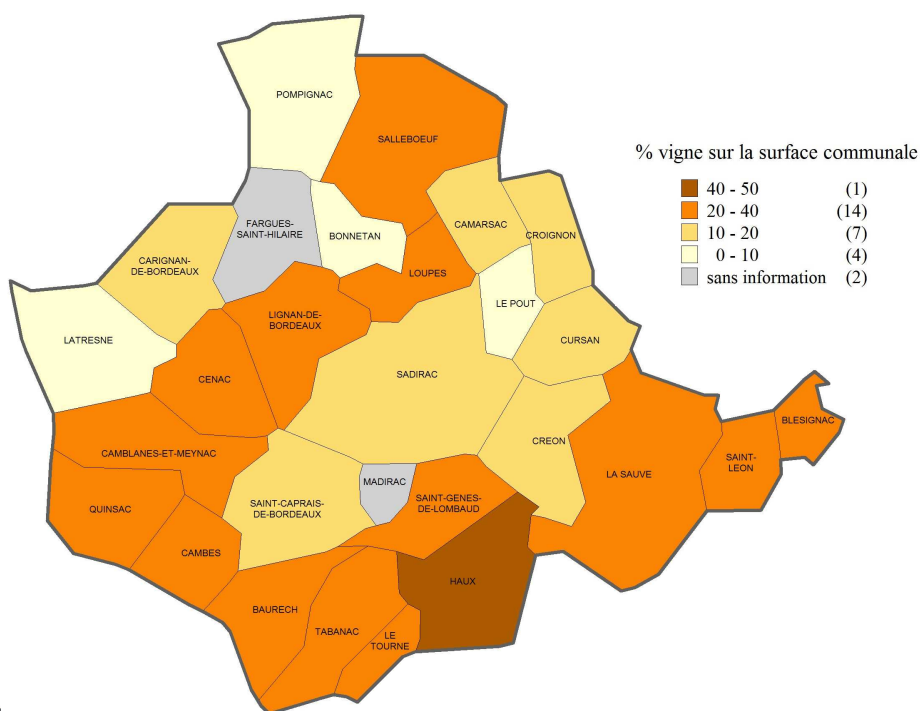 POMPIGNAC
SALLEBOEUF
% vigne sur la surface communale
40 - 50 (1)
20 - 40 (14)
10 - 20 (7)
0 - 10 (4)
sans information (2)
FARGUES-
SAINT-HILAIRE
BONNETAN
CAMARSAC
CROIGNON
CARIGNAN-
DE-BORDEAUX
LOUPES
LE POUT
LIGNAN-DE-
BORDEAUX
LATRESNE
CURSAN
CENAC
SADIRAC
BLESIGNAC
CREON
CAMBLANES-ET-MEYNAC
SAINT-
LEON
LA SAUVE
MADIRAC
SAINT-GENES-
DE-LOMBAUD
SAINT-CAPRAIS-
DE-BORDEAUX
QUINSAC
CAMBES
HAUX
BAURECH
TABANAC
LE
TOURNE